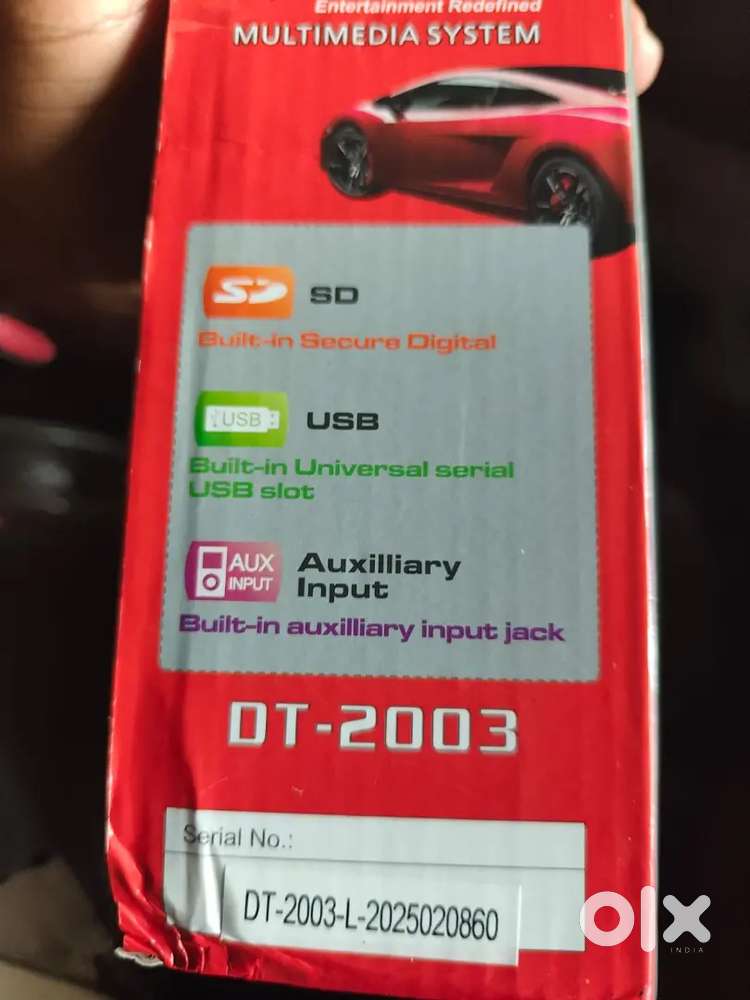 Entertainment Redefined
MULTIMEDIA SYSTEM
SD SD
Built-in Secure Digital
USB USB
Built-in Universal serial
USB slot
AUX
INPUT
Auxilliary
Input
Built-in auxilliary input jack
DT-2003
Serial No.:
DT-2003-L-2025020860
olx
INDIA